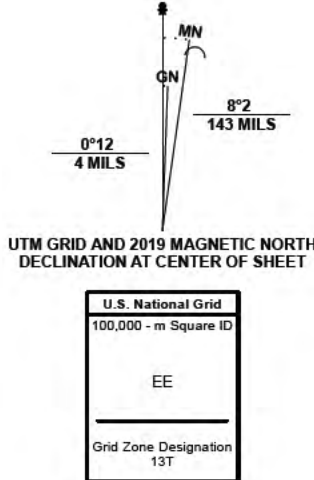 MN
GN
8°2
143 MILS
0°12
4 MILS
UTM GRID AND 2019 MAGNETIC NORTH
DECLINATION AT CENTER OF SHEET
U.S. National Grid
100,000 - m Square ID
EE
Grid Zone Designation
13T